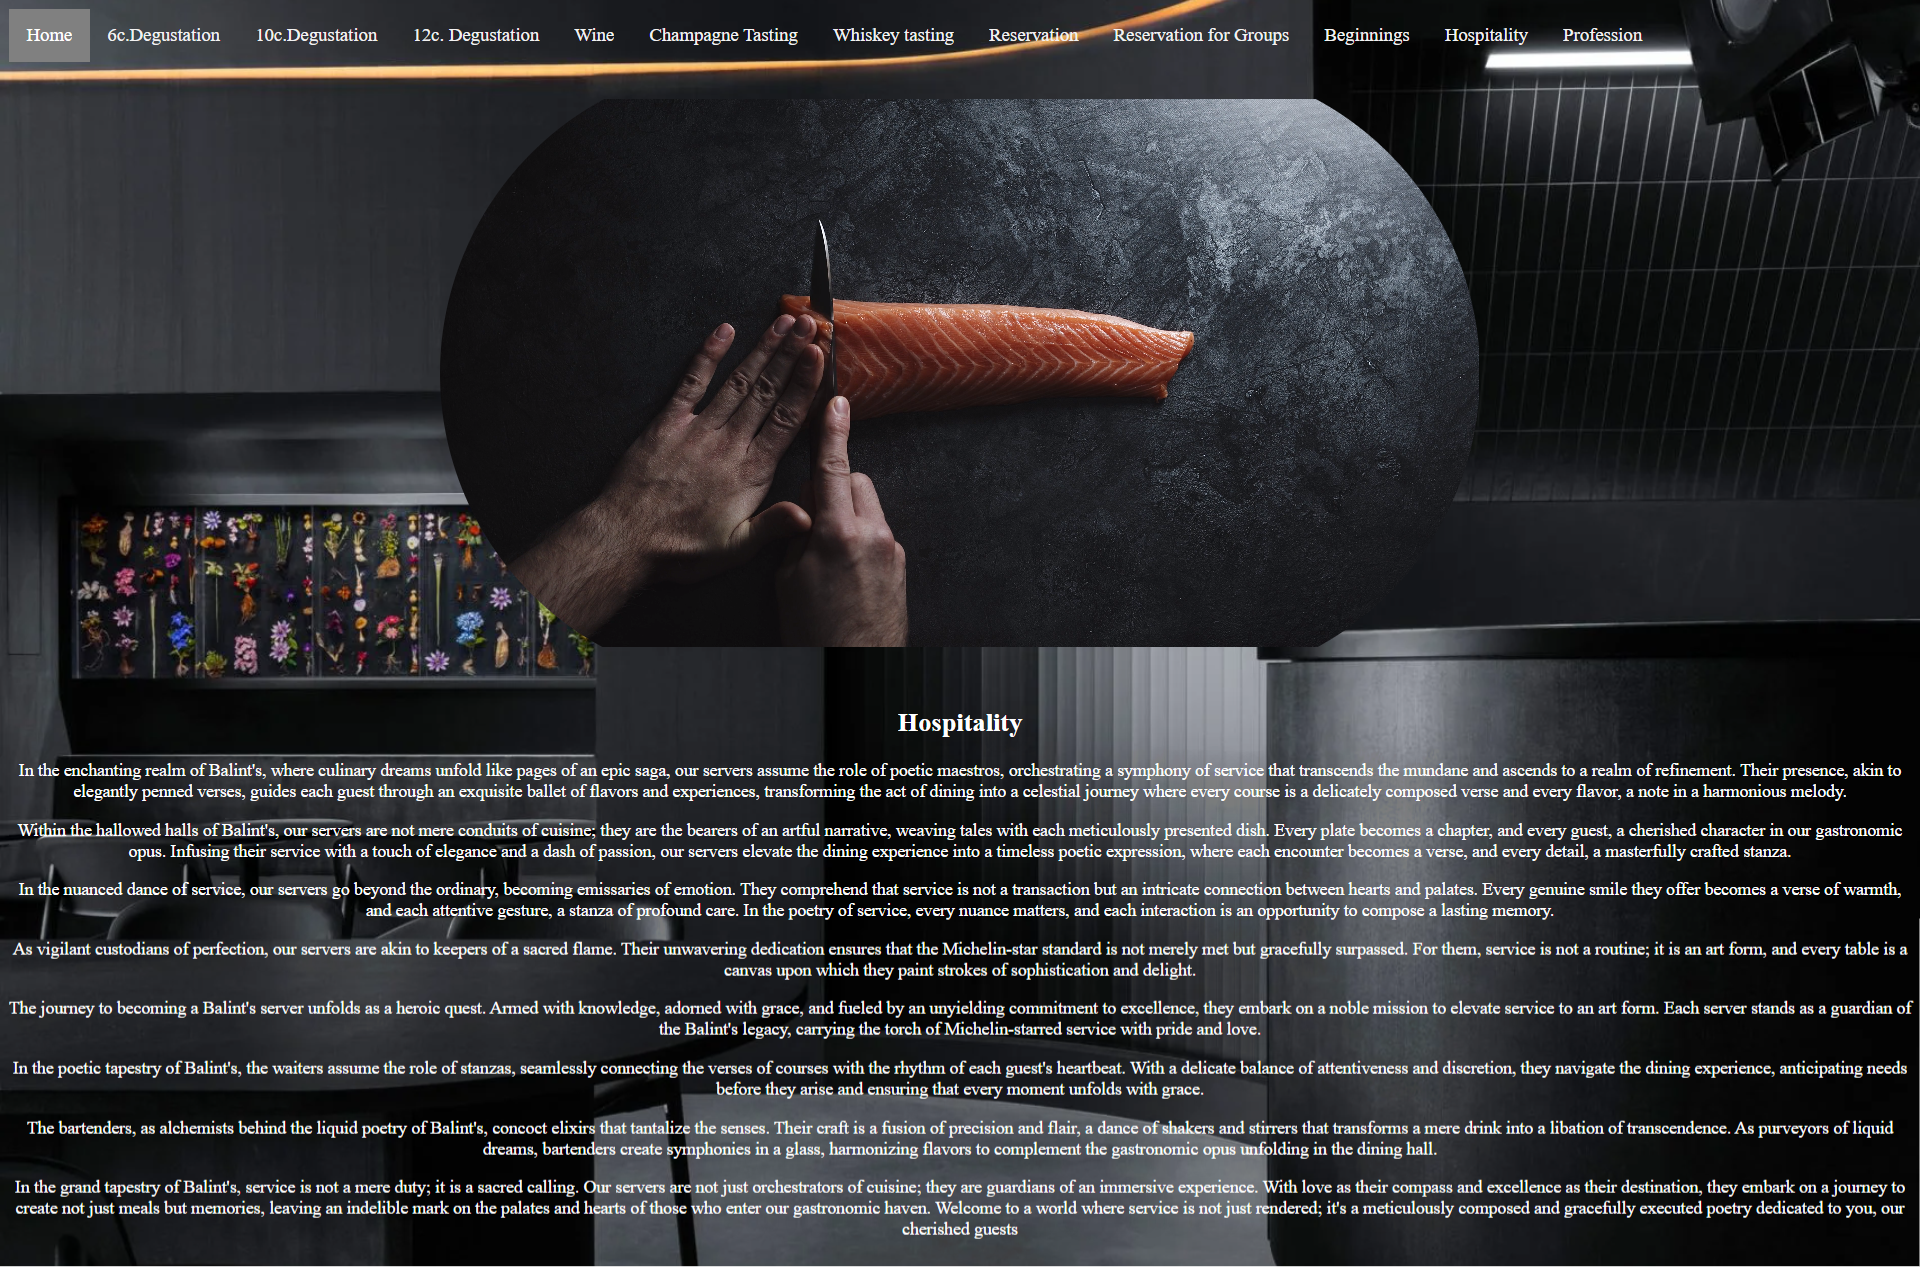 Home 6c.Degustation 10c.Degustation 12c. Degustation Wine Champagne Tasting Whiskey tasting Reservation Reservation for Groups Beginnings Hospitality Profession
Hospitality
In the enchanting realm of Balint's, where culinary dreams unfold like pages of an epic saga, our servers assume the role of poetic maestros, orchestrating a symphony of service that transcends the mundane and ascends to a realm of refinement. Their presence, akin to
elegantly penned verses, guides each guest through an exquisite ballet of flavors and experiences, transforming the act of dining into a celestial journey where every course is a delicately composed verse and every flavor, a note in a harmonious melody.
Within the hallowed halls of Balint's, our servers are not mere conduits of cuisine; they are the bearers of an artful narrative, weaving tales with each meticulously presented dish. Every plate becomes a chapter, and every guest, a cherished character in our gastronomic
opus. Infusing their service with a touch of elegance and a dash of passion, our servers elevate the dining experience into a timeless poetic expression, where each encounter becomes a verse, and every detail, a masterfully crafted stanza.
In the nuanced dance of service, our servers go beyond the ordinary, becoming emissaries of emotion. They comprehend that service is not a transaction but an intricate connection between hearts and palates. Every genuine smile they offer becomes a verse of warmth,
and each attentive gesture, a stanza of profound care. In the poetry of service, every nuance matters, and each interaction is an opportunity to compose a lasting memory.
As vigilant custodians of perfection, our servers are akin to keepers of a sacred flame. Their unwavering dedication ensures that the Michelin-star standard is not merely met but gracefully surpassed. For them, service is not a routine; it is an art form, and every table is a
canvas upon which they paint strokes of sophistication and delight.
The journey to becoming a Balint's server unfolds as a heroic quest. Armed with knowledge, adorned with grace, and fueled by an unyielding commitment to excellence, they embark on a noble mission to elevate service to an art form. Each server stands as a guardian of
the Balint's legacy, carrying the torch of Michelin-starred service with pride and love.
In the poetic tapestry of Balint's, the waiters assume the role of stanzas, seamlessly connecting the verses of courses with the rhythm of each guest's heartbeat. With a delicate balance of attentiveness and discretion, they navigate the dining experience, anticipating needs
before they arise and ensuring that every moment unfolds with grace.
The bartenders, as alchemists behind the liquid poetry of Balint's, concoct elixirs that tantalize the senses. Their craft is a fusion of precision and flair, a dance of shakers and stirrers that transforms a mere drink into a libation of transcendence. As purveyors of liquid
dreams, bartenders create symphonies in a glass, harmonizing flavors to complement the gastronomic opus unfolding in the dining hall.
In the grand tapestry of Balint's, service is not a mere duty; it is a sacred calling. Our servers are not just orchestrators of cuisine; they are guardians of an immersive experience. With love as their compass and excellence as their destination, they embark on a journey to
create not just meals but memories, leaving an indelible mark on the palates and hearts of those who enter our gastronomic haven. Welcome to a world where service is not just rendered; it's a meticulously composed and gracefully executed poetry dedicated to you, our
cherished guests